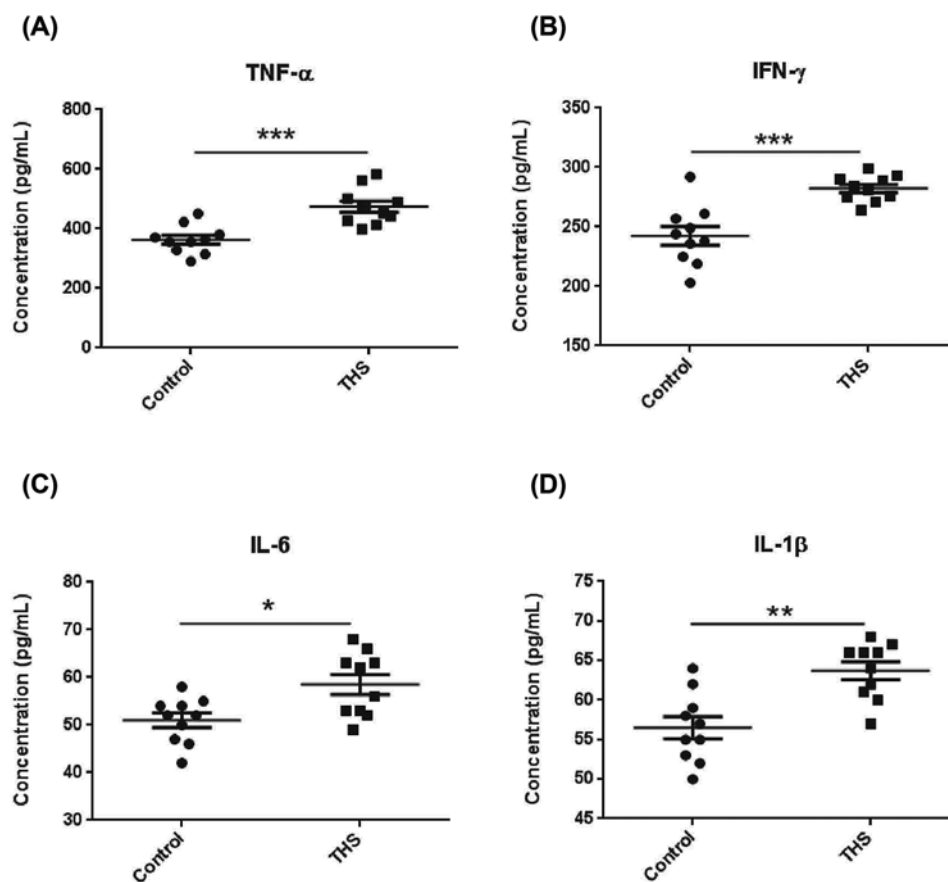 (A)
TNF-α
Concentration (pg/mL)
800
600
400
200
0
***
Control
THS
(B)
IFN-γ
Concentration (pg/mL)
350
300
250
200
150
***
Control
THS
(C)
IL-6
Concentration (pg/mL)
80
70
60
50
40
30
*
Control
THS
(D)
IL-1β
Concentration (pg/mL)
75
70
65
60
55
50
45
**
Control
THS